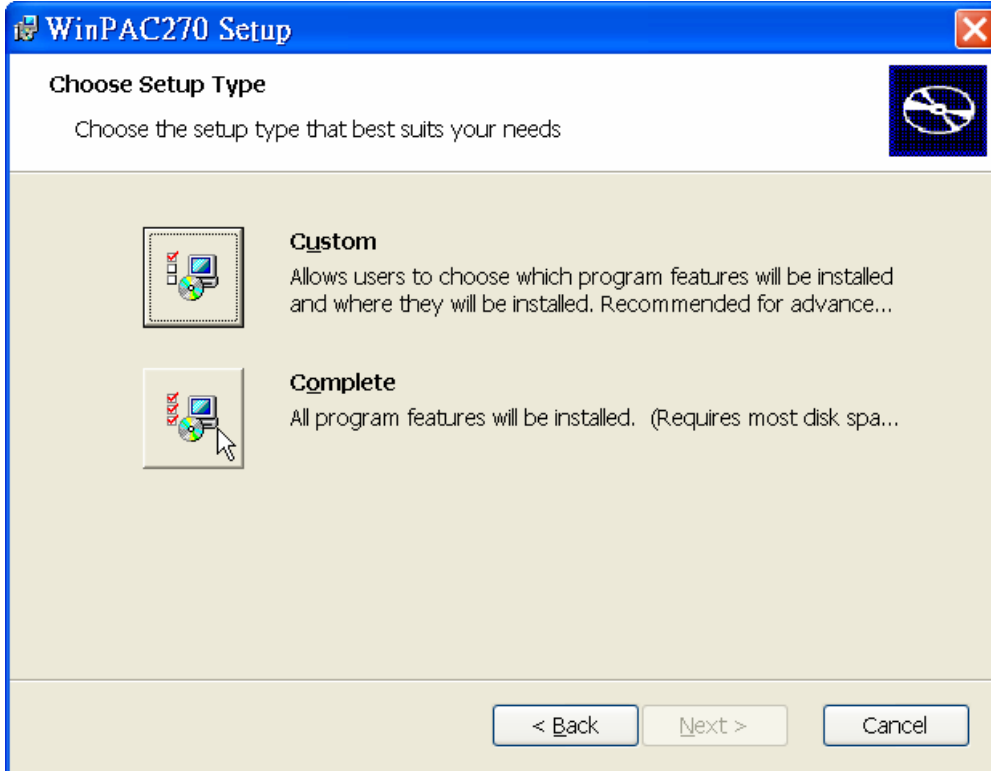 WinPAC270 Setup
Choose Setup Type
Choose the setup type that best suits your needs
Custom
Allows users to choose which program features will be installed
and where they will be installed. Recommended for advance...
Complete
All program features will be installed.  (Requires most disk spa...
< Back
Next >
Cancel